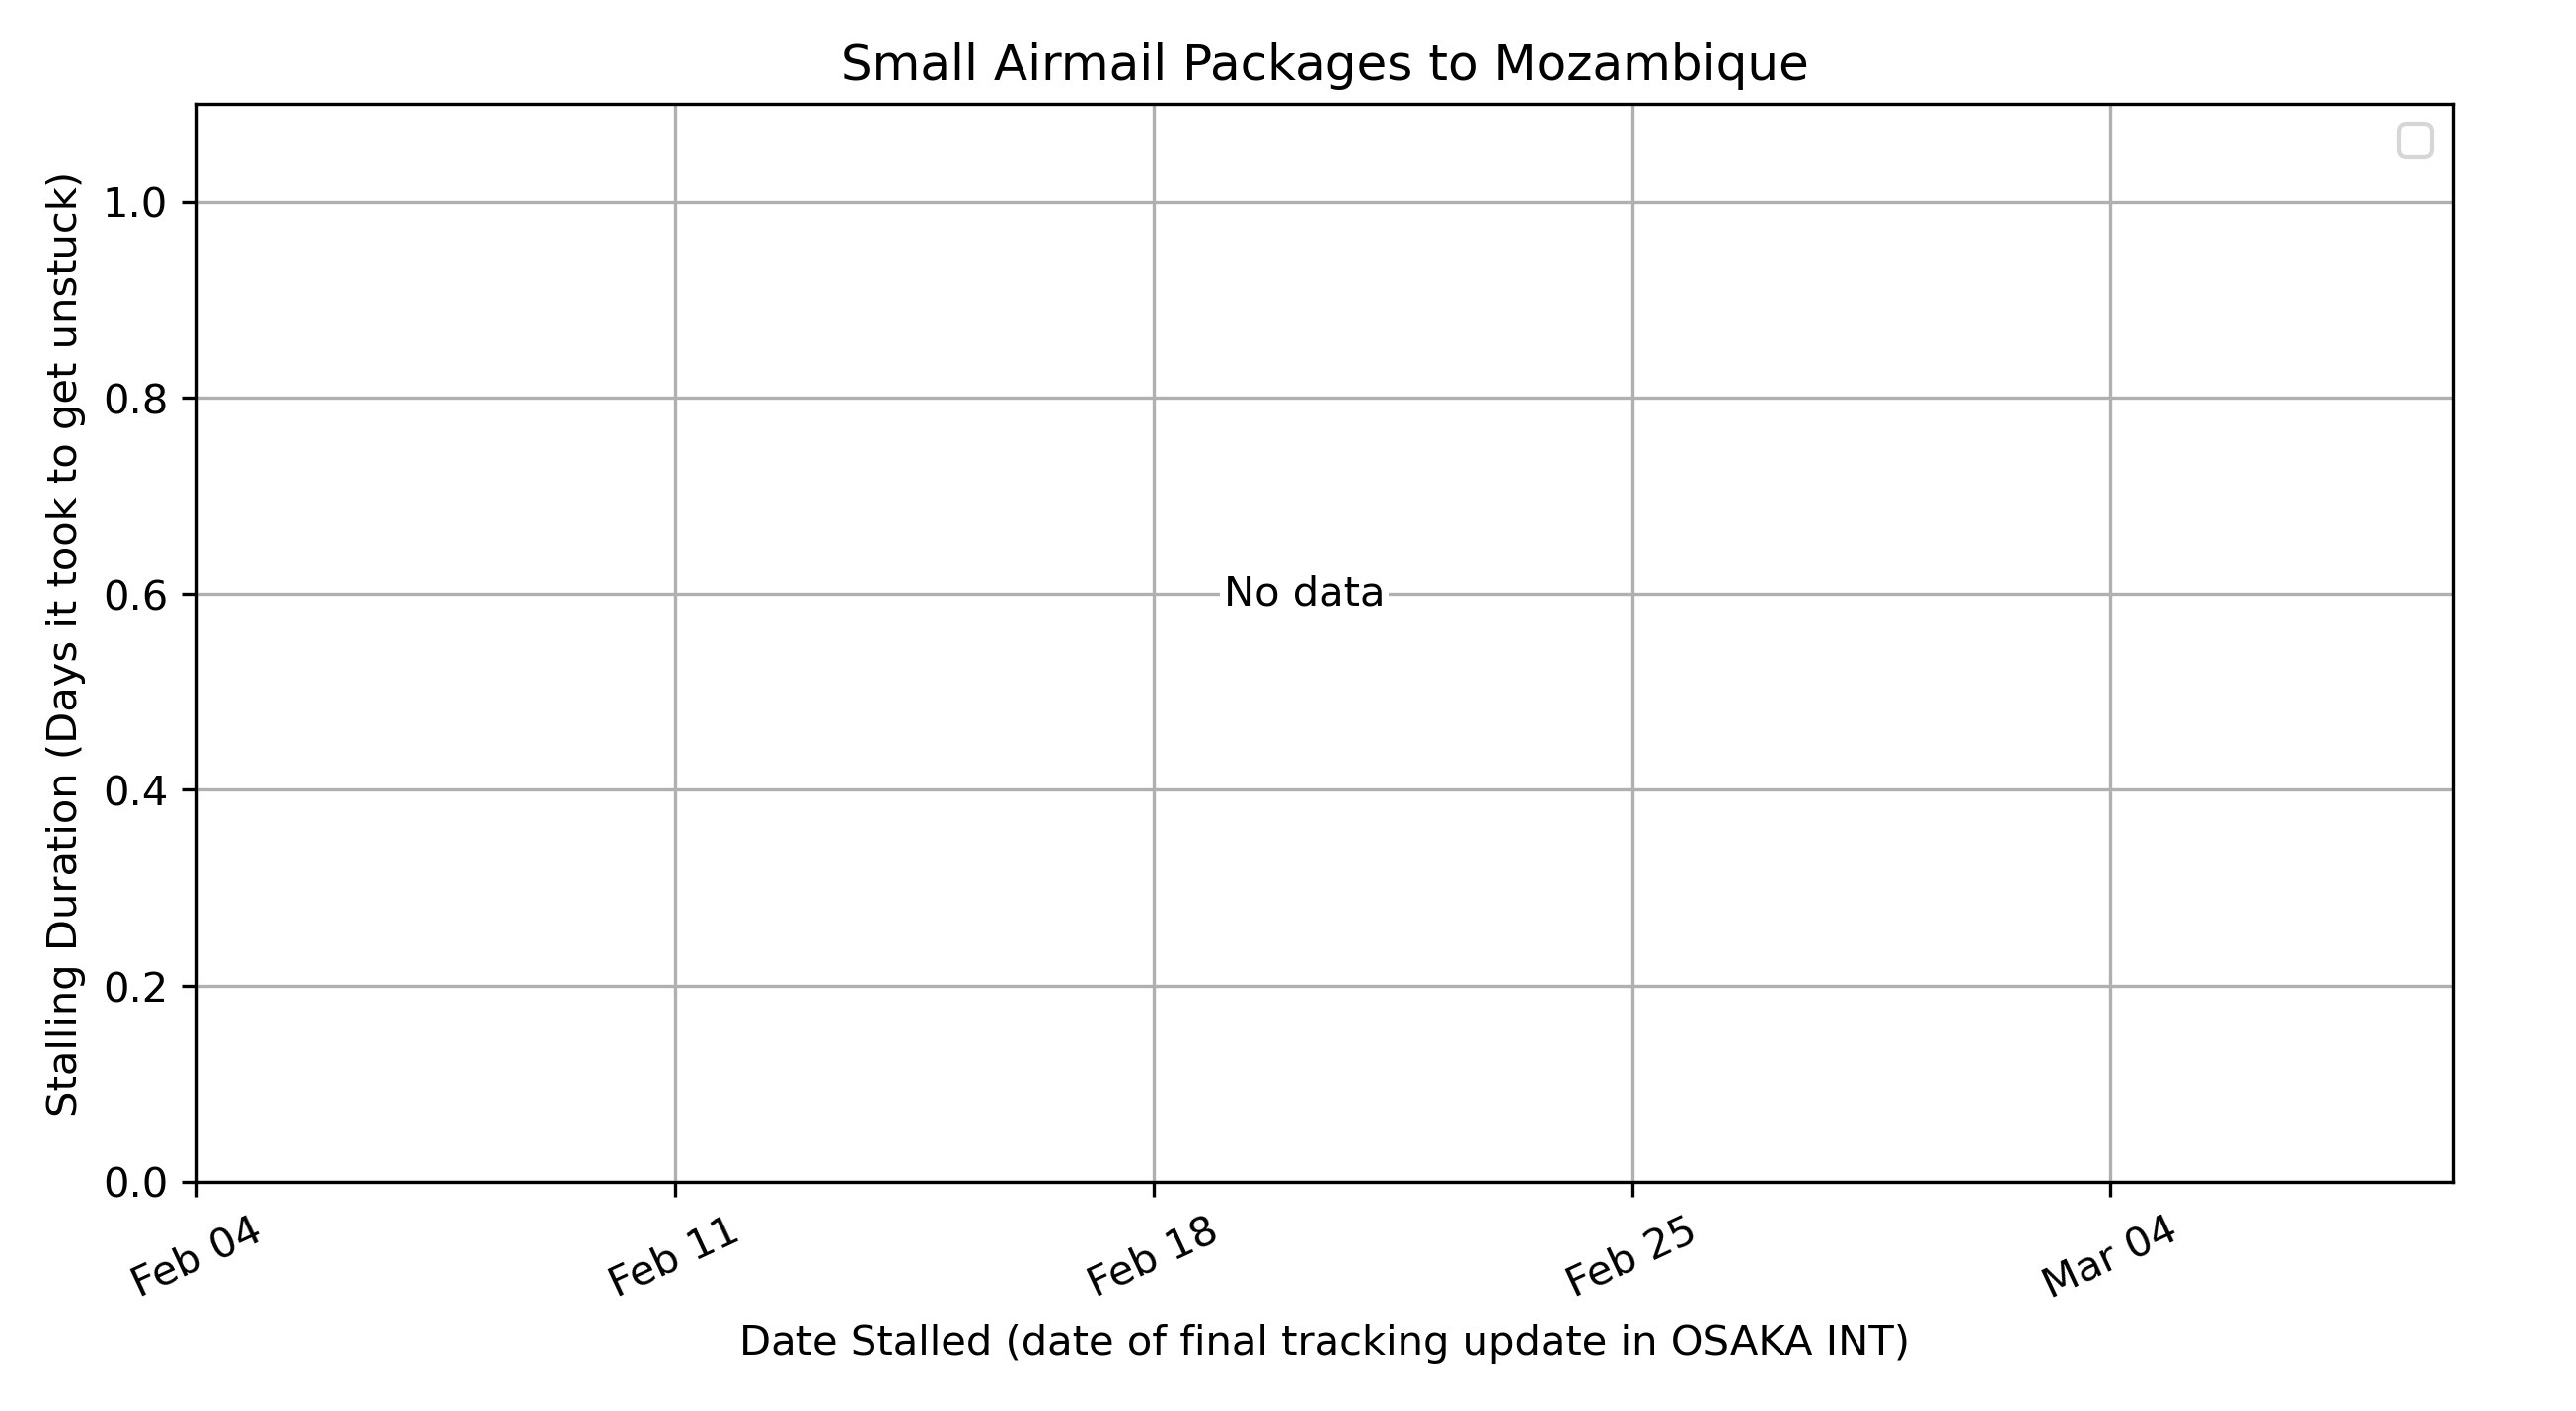 Small Airmail Packages to Mozambique
Stalling Duration (Days it took to get unstuck)
1.0
0.8
0.6
0.4
0.2
0.0
No data
Feb 04
Feb 11
Feb 18
Feb 25
Mar 04
Date Stalled (date of final tracking update in OSAKA INT)